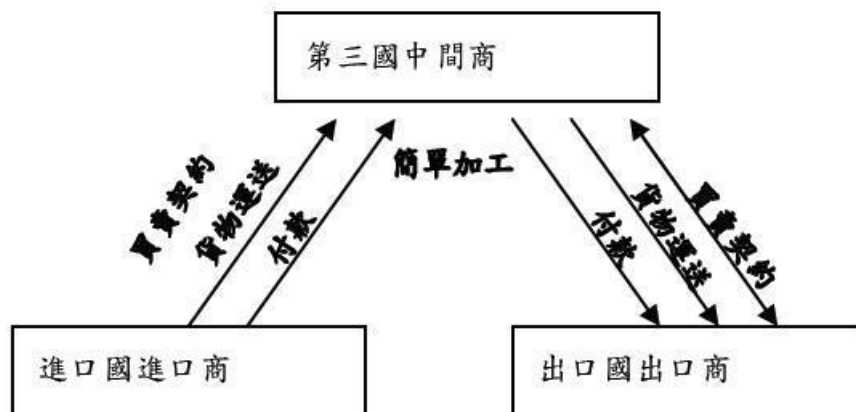 第三國中間商
簡單加工
買賣契約
貨物運送
付款
付款
貨物運送
買賣契約
進口國進口商
出口國出口商